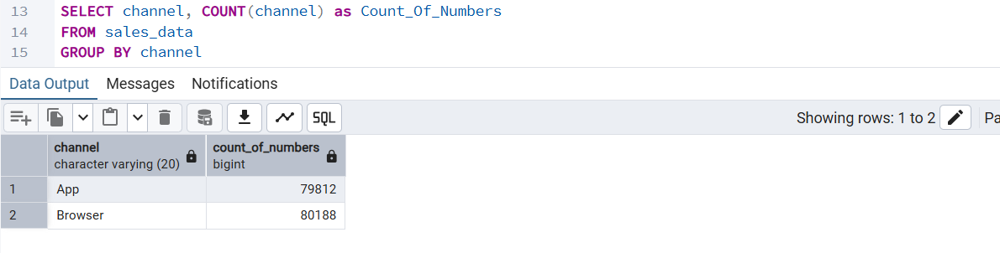 13 SELECT channel, COUNT(channel) as Count_Of_Numbers
14 FROM sales_data
15 GROUP BY channel
Data Output Messages Notifications
SQL Showing rows: 1 to 2 Pa
channel count_of_numbers
character varying (20) bigint
1 App 79812
2 Browser 80188